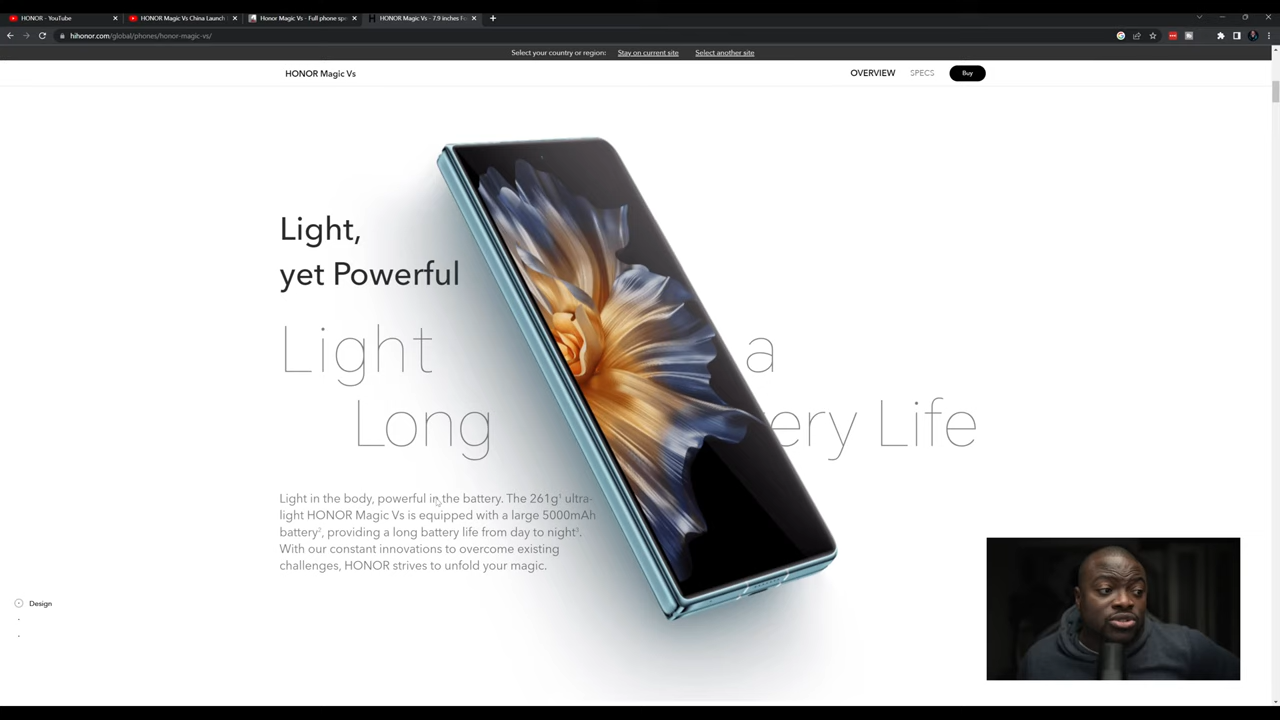 HONOR - YouTube
HONOR Magic Vs China Launch
Honor Magic Vs - Full phone spe
HONOR Magic Vs - 7.9 inches F
hihonor.com/global/phones/honor-magic-vs/
Select your country or region: Stay on current site Select another site
HONOR Magic Vs OVERVIEW SPECS Buy
Light,
yet Powerful
Light a
Long ery Life
Light in the body, powerful in the battery. The 261g¹ ultra-
light HONOR Magic Vs is equipped with a large 5000mAh
battery², providing a long battery life from day to night³.
With our constant innovations to overcome existing
challenges, HONOR strives to unfold your magic.
Design